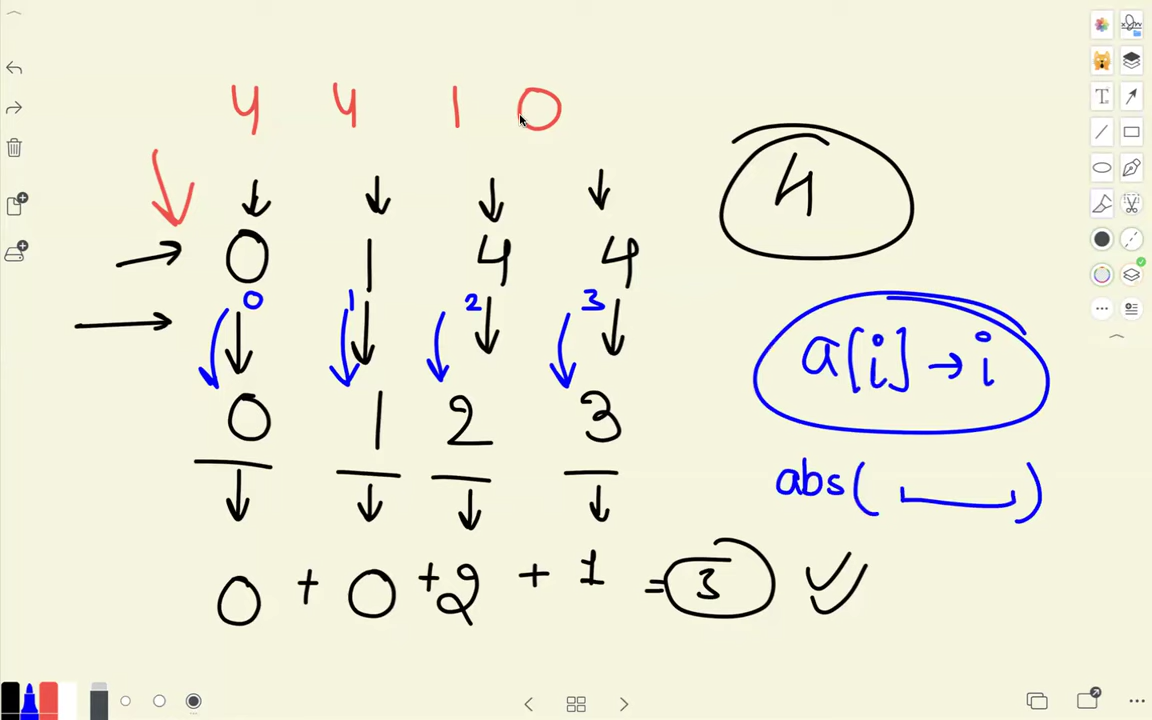 4 4 1 0
4
0 1 4 4
0 1 2 3
a[i] → i
0 1 2 3
abs( )
0 + 0 + 2 + 1 = 3